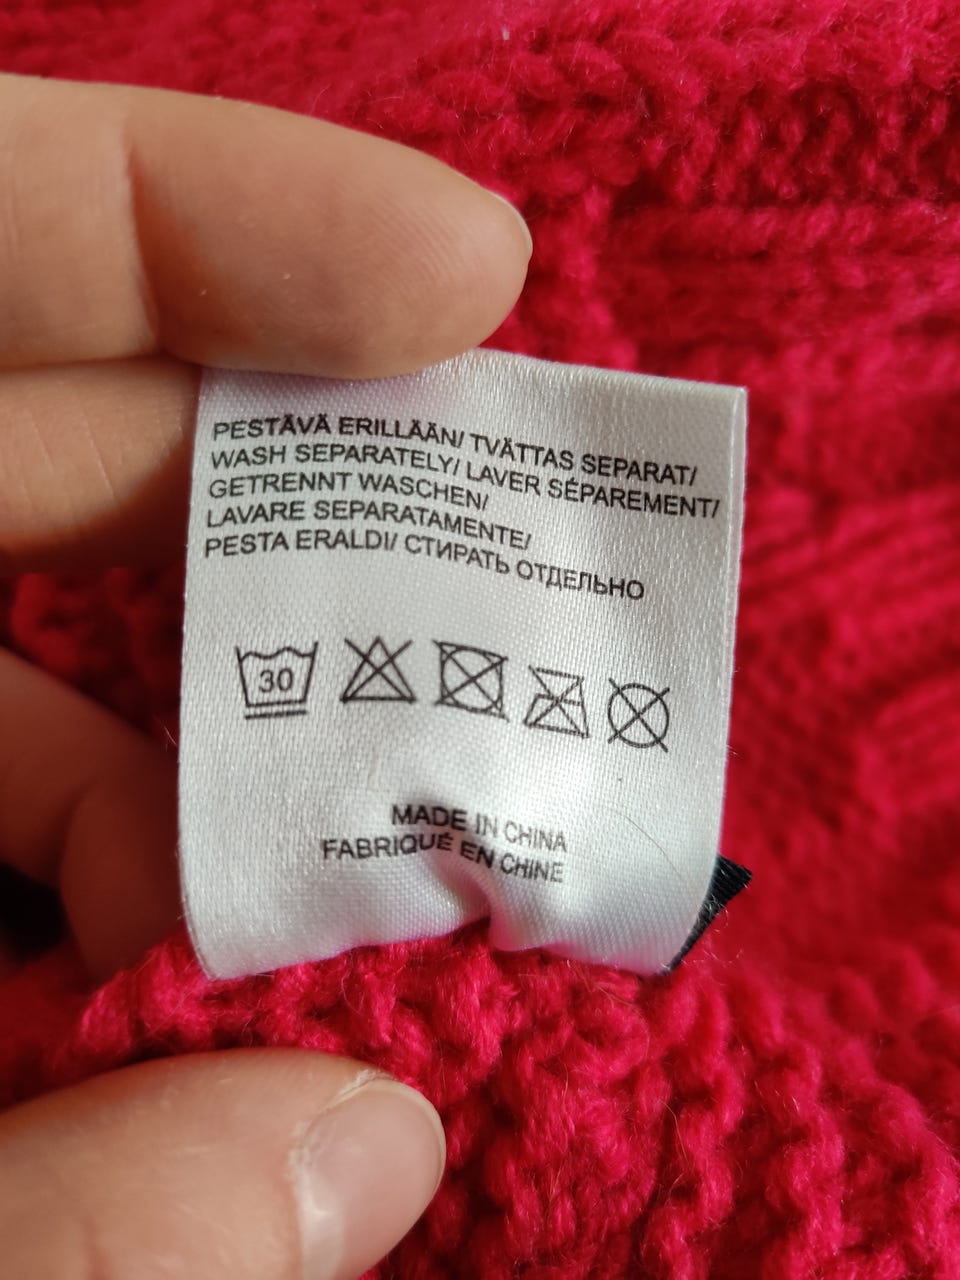 PESTÄVÄ ERILLÄÄN/ TVÄTTAS SEPARAT/
WASH SEPARATELY/ LAVER SÉPAREMENT/
GETRENNT WASCHEN/
LAVARE SEPARATAMENTE/
PESTA ERALDI/ СТИРАТЬ ОТДЕЛЬНО
30
MADE IN CHINA
FABRIQUÉ EN CHINE